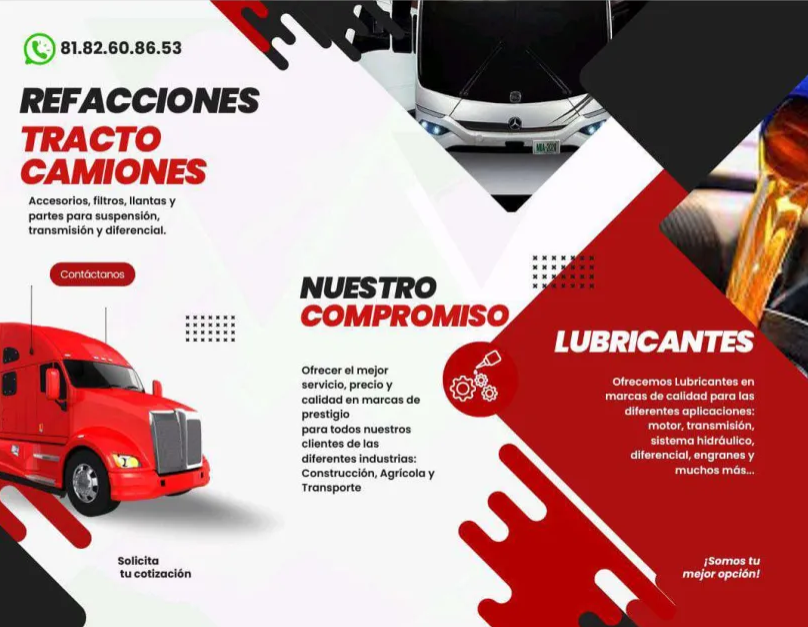 81.82.60.86.53
REFACCIONES
TRACTO
CAMIONES
Accesorios, filtros, llantas y
partes para suspensión,
transmisión y diferencial.
Contáctanos
Solicita
tu cotización
NUESTRO
COMPROMISO
Ofrecer el mejor
servicio, precio y
calidad en marcas de
prestigio
para todos nuestros
clientes de las
diferentes industrias:
Construcción, Agrícola y
Transporte
LUBRICANTES
Ofrecemos Lubricantes en
marcas de calidad para las
diferentes aplicaciones:
motor, transmisión,
sistema hidráulico,
diferencial, engranes y
muchos más...
¡Somos tu
mejor opción!